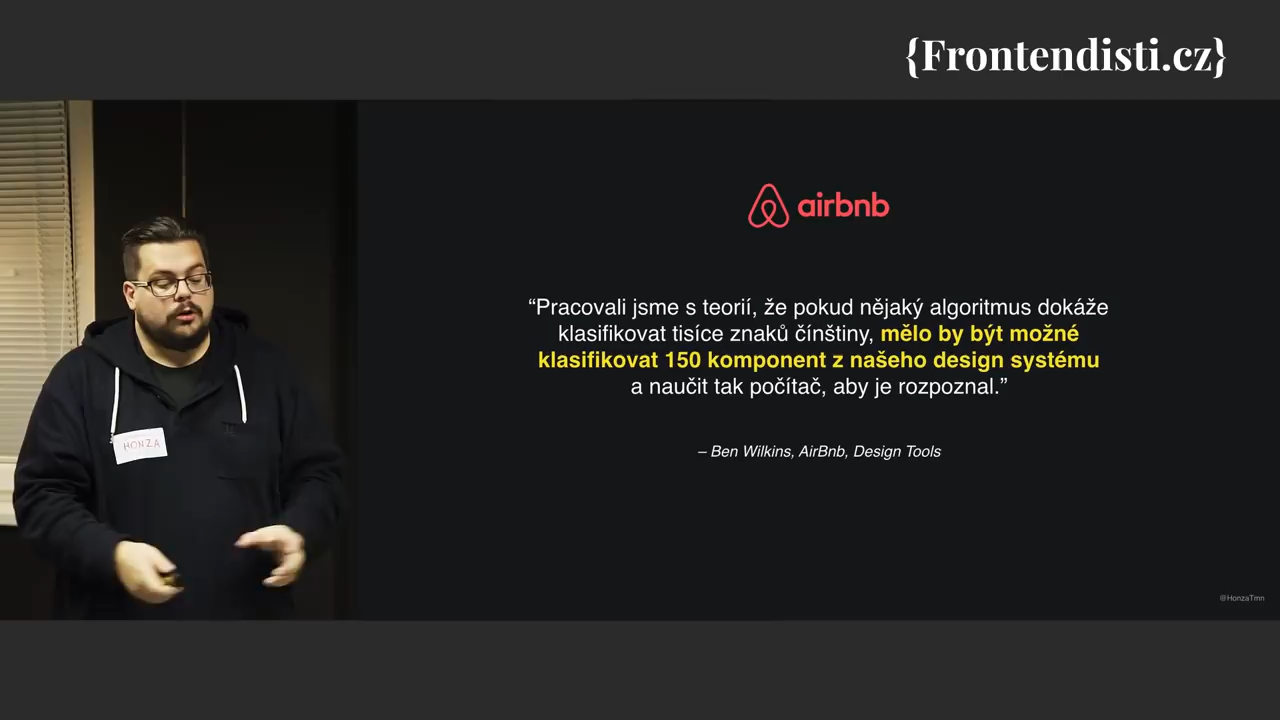 {Frontendisti.cz}
airbnb
“Pracovali jsme s teorií, že pokud nějaký algoritmus dokáže
klasifikovat tisíce znaků čínštiny, mělo by být možné
klasifikovat 150 komponent z našeho design systému
a naučit tak počítač, aby je rozpoznal.”
– Ben Wilkins, AirBnb, Design Tools
HONZA
@HonzaTmn